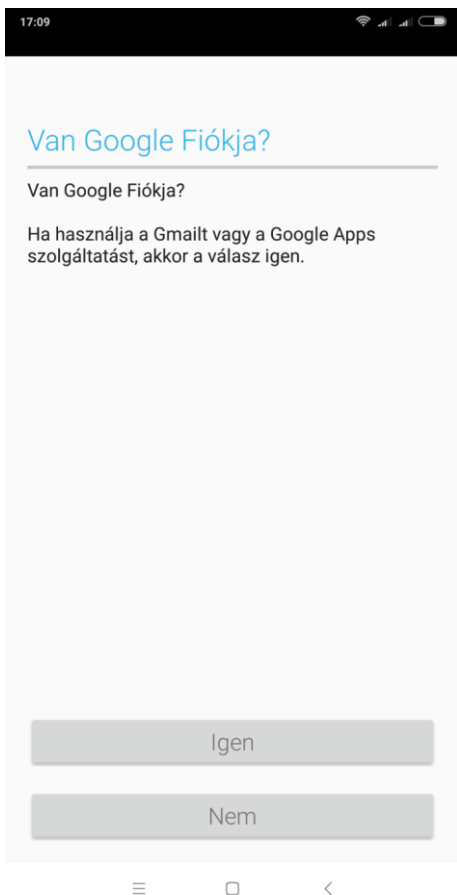 17:09
Van Google Fiókja?
Van Google Fiókja?
Ha használja a Gmailt vagy a Google Apps
szolgáltatást, akkor a válasz igen.
Igen
Nem